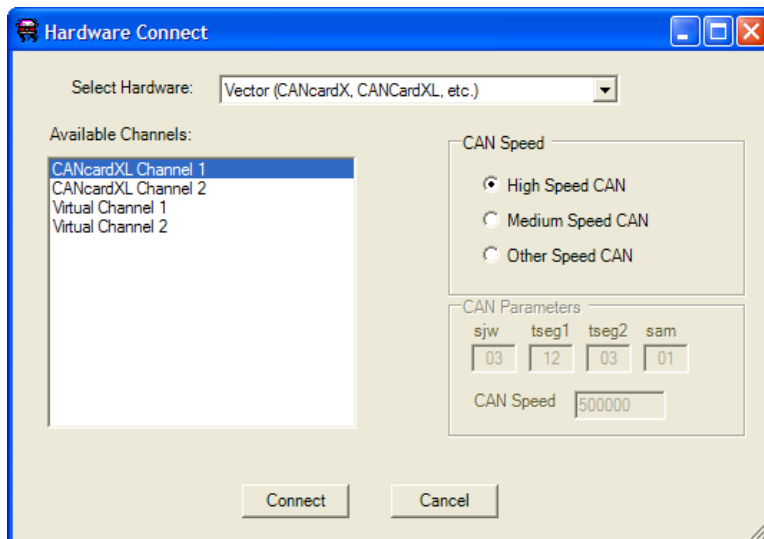 Hardware Connect
Select Hardware: Vector (CANcardX, CANCardXL, etc.)
Available Channels:
CANcardXL Channel 1
CANcardXL Channel 2
Virtual Channel 1
Virtual Channel 2
CAN Speed
High Speed CAN
Medium Speed CAN
Other Speed CAN
CAN Parameters
sjw tseg1 tseg2 sam
03 12 03 01
CAN Speed 500000
Connect Cancel